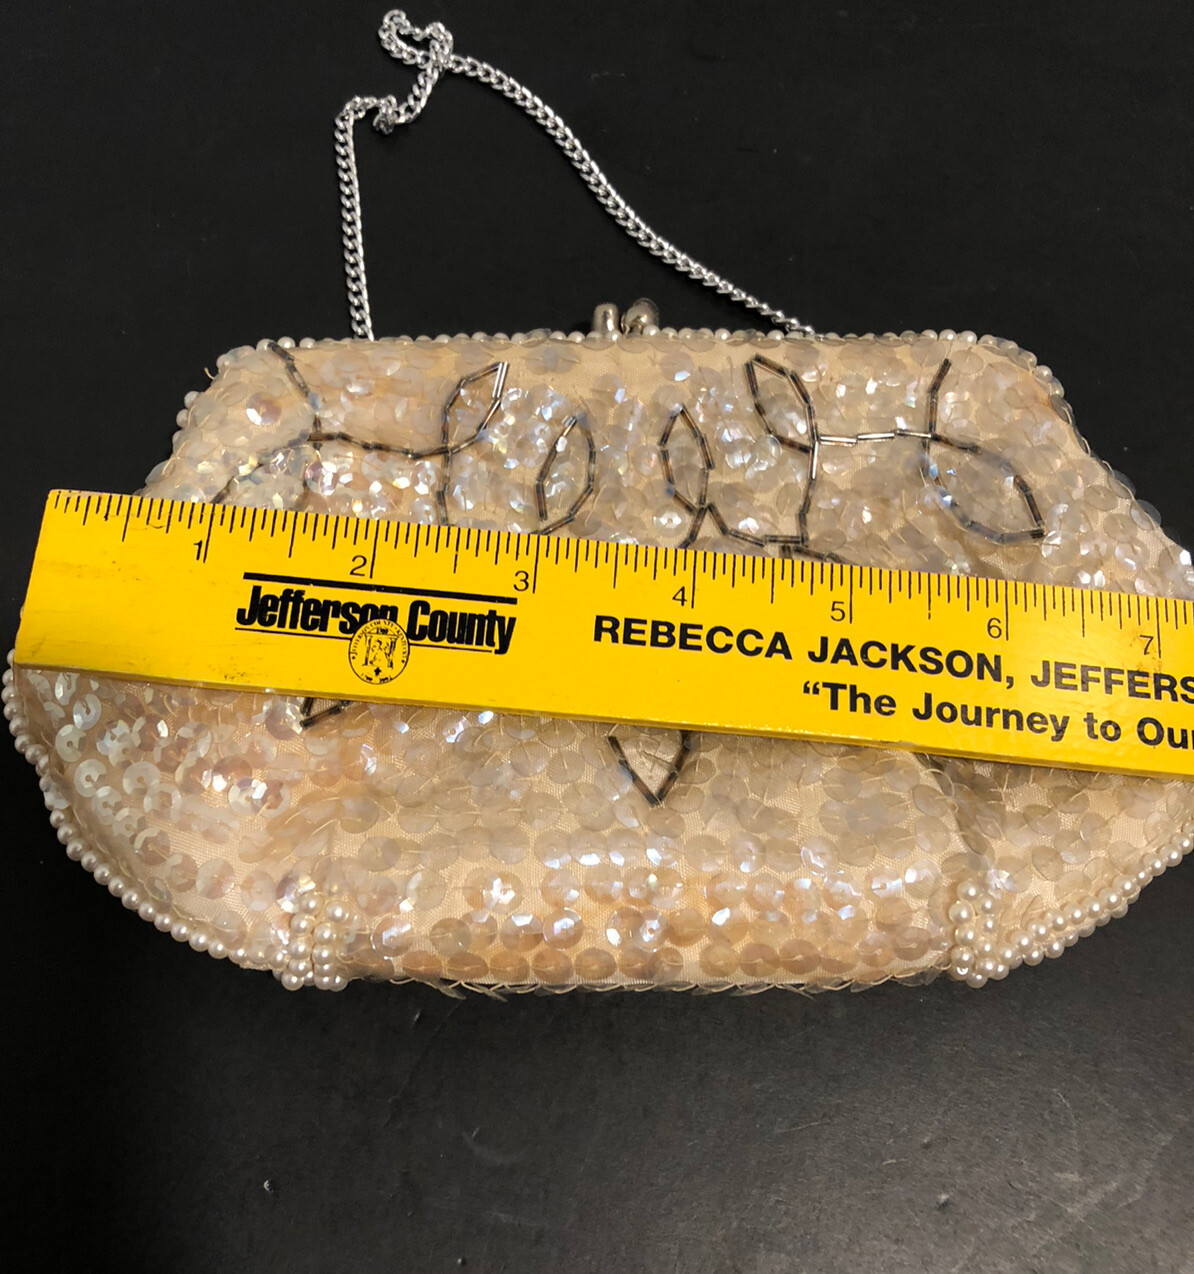 1 2 3 4 5 6 7
Jefferson County
REBECCA JACKSON, JEFFERS
“The Journey to Ou